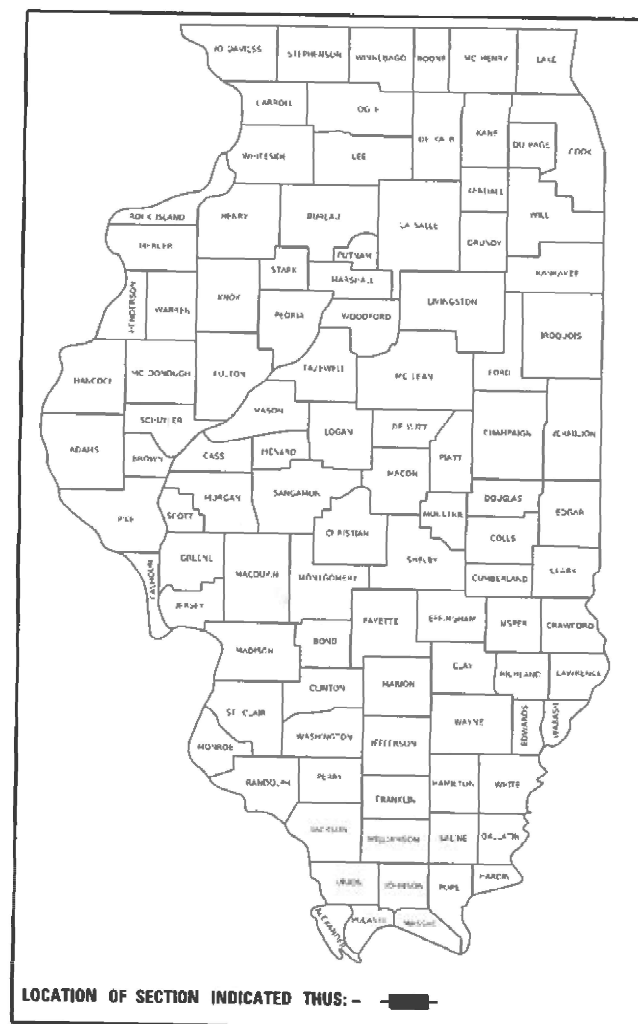 JO DAVIESS STEPHENSON WINNEBAGO BOONE MC HENRY LAKE
CARROLL OGLE DE KALB KANE DU PAGE COOK
WHITESIDE LEE
KENDALL WILL
ROCK ISLAND HENRY BUREAU LA SALLE GRUNDY
MERCER PUTNAM
STARK MARSHALL KANKAKEE
HENDERSON WARREN KNOX PEORIA WOODFORD LIVINGSTON IROQUOIS
HANCOCK MC DONOUGH FULTON TAZEWELL MC LEAN FORD
MASON
SCHUYLER LOGAN DE WITT CHAMPAIGN VERMILION
ADAMS BROWN CASS MENARD PIATT
MACON
MORGAN SANGAMON DOUGLAS
PIKE SCOTT MOULTRIE EDGAR
CHRISTIAN COLES
GREENE SHELBY
CALHOUN MACOUPIN MONTGOMERY CUMBERLAND CLARK
JERSEY
FAYETTE EFFINGHAM JASPER CRAWFORD
MADISON BOND
CLAY RICHLAND LAWRENCE
CLINTON MARION
ST. CLAIR WAYNE EDWARDS WABASH
MONROE WASHINGTON JEFFERSON
RANDOLPH PERRY HAMILTON WHITE
FRANKLIN
JACKSON WILLIAMSON SALINE GALLATIN
UNION JOHNSON POPE HARDIN
ALEXANDER PULASKI MASSAC
LOCATION OF SECTION INDICATED THUS: -